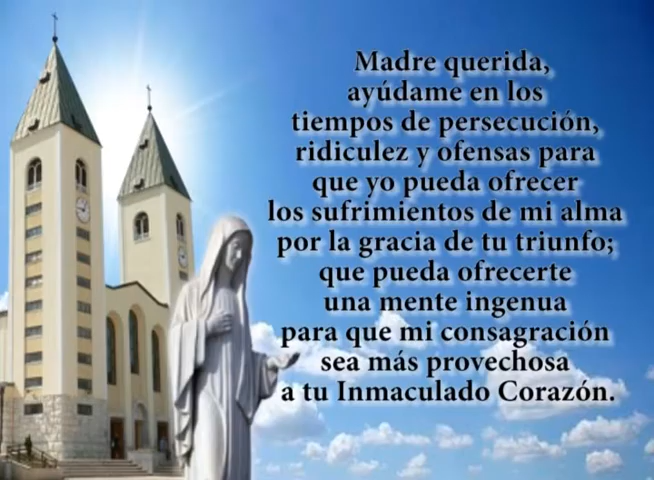 Madre querida,
ayúdame en los
tiempos de persecución,
ridiculez y ofensas para
que yo pueda ofrecer
los sufrimientos de mi alma
por la gracia de tu triunfo;
que pueda ofrecerte
una mente ingenua
para que mi consagración
sea más provechosa
a tu Inmaculado Corazón.